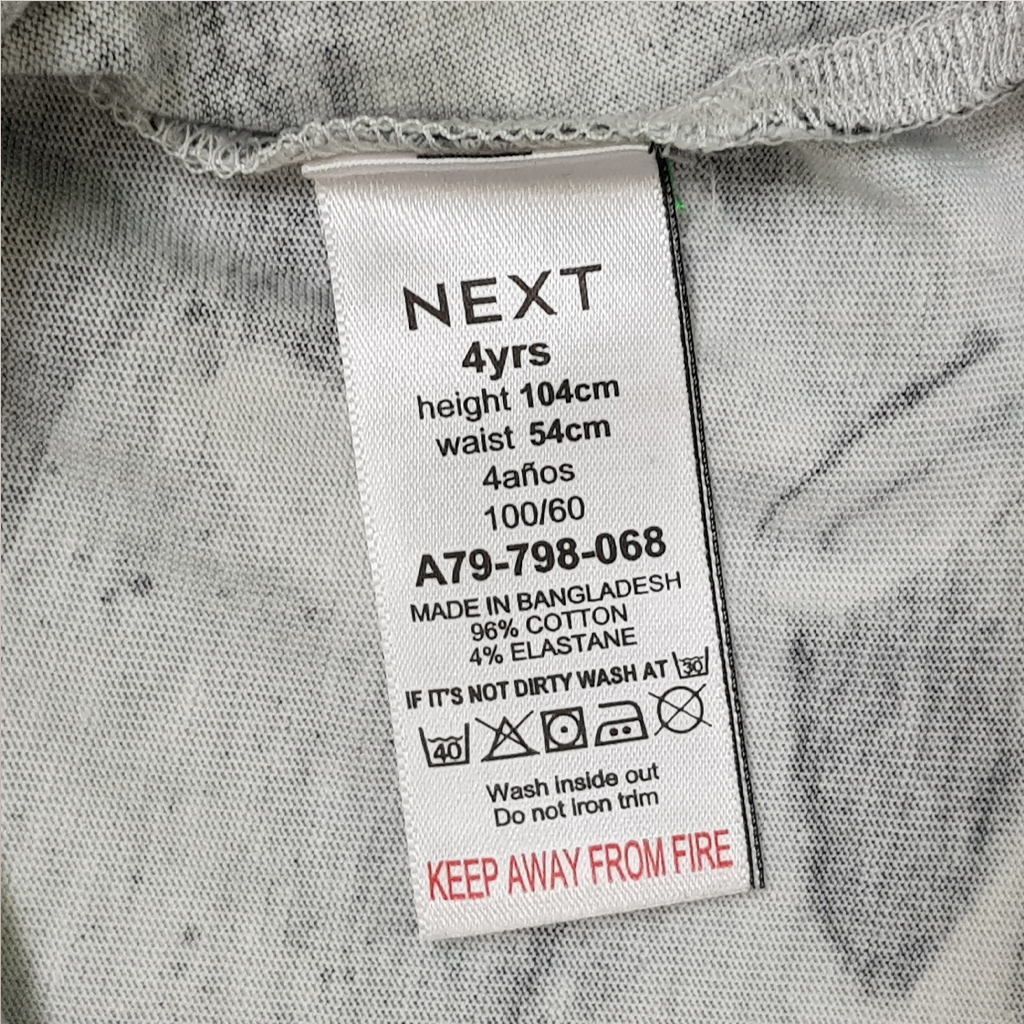 NEXT
4yrs
height 104cm
waist 54cm
4años
100/60
A79-798-068
MADE IN BANGLADESH
96% COTTON
4% ELASTANE
IF IT'S NOT DIRTY WASH AT 30
40
Wash inside out
Do not Iron trim
KEEP AWAY FROM FIRE